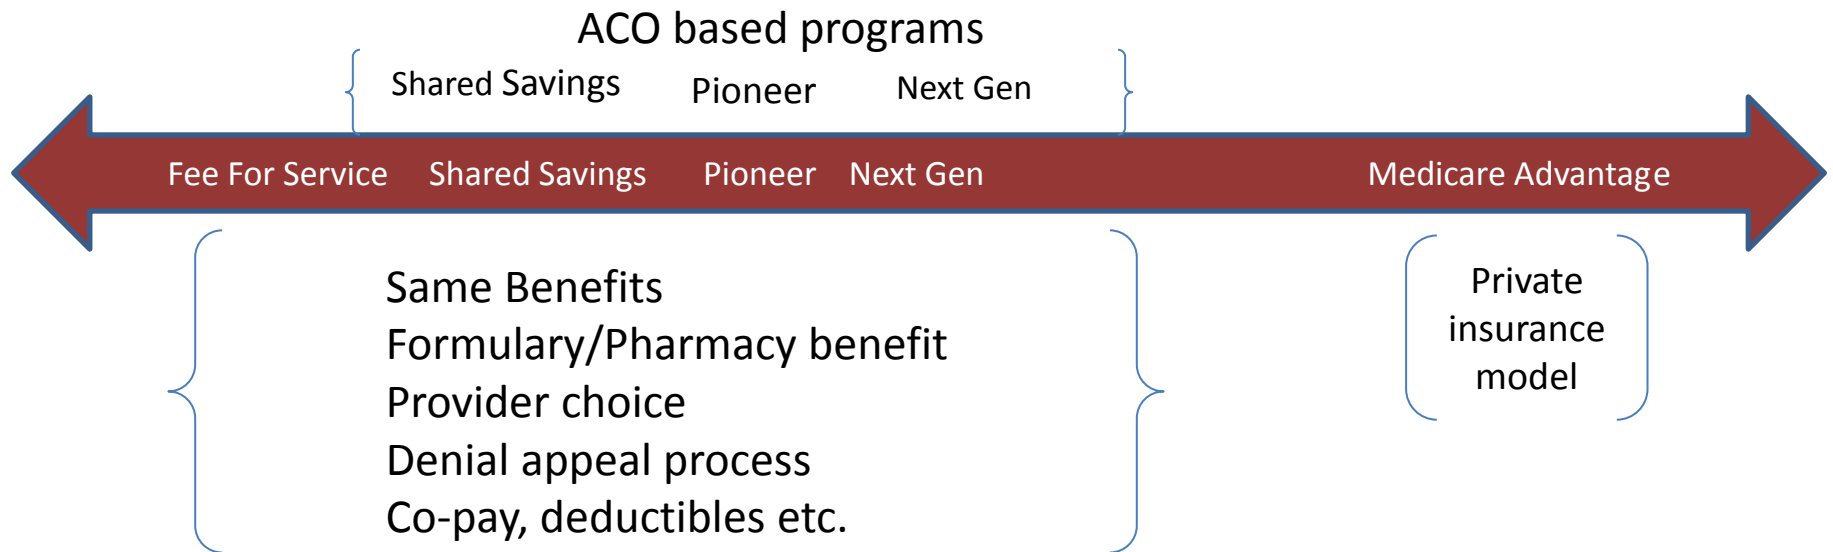 ACO based programs
Shared Savings Pioneer Next Gen
Fee For Service Shared Savings Pioneer Next Gen Medicare Advantage
Same Benefits
Formulary/Pharmacy benefit
Provider choice
Denial appeal process
Co-pay, deductibles etc.
Private
insurance
model